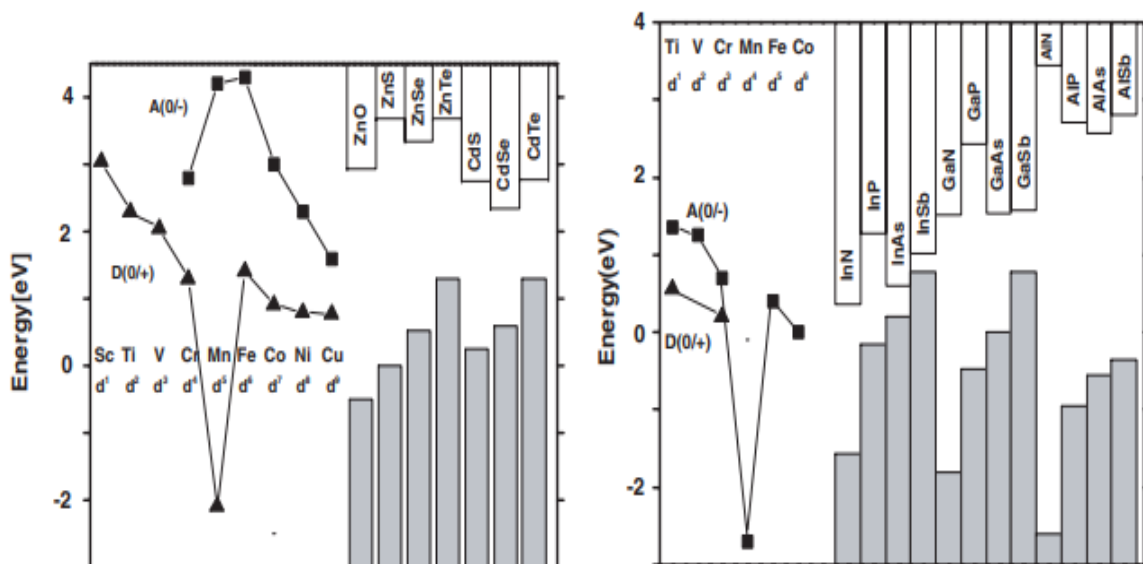 4
2
0
-2
Energy[eV]
A(0/-)
D(0/+)
Sc Ti V Cr Mn Fe Co Ni Cu
d¹ d² d³ d⁴ d⁵ d⁶ d⁷ d⁸ d⁹
ZnO
ZnS
ZnSe
ZnTe
CdS
CdSe
CdTe
4
2
0
-2
Energy(eV)
Ti V Cr Mn Fe Co
d¹ d² d³ d⁴ d⁵ d⁶
A(0/-)
D(0/+)
InN
InP
InAs
InSb
GaN
GaP
GaAs
GaSb
AlN
AlP
AlAs
AlSb